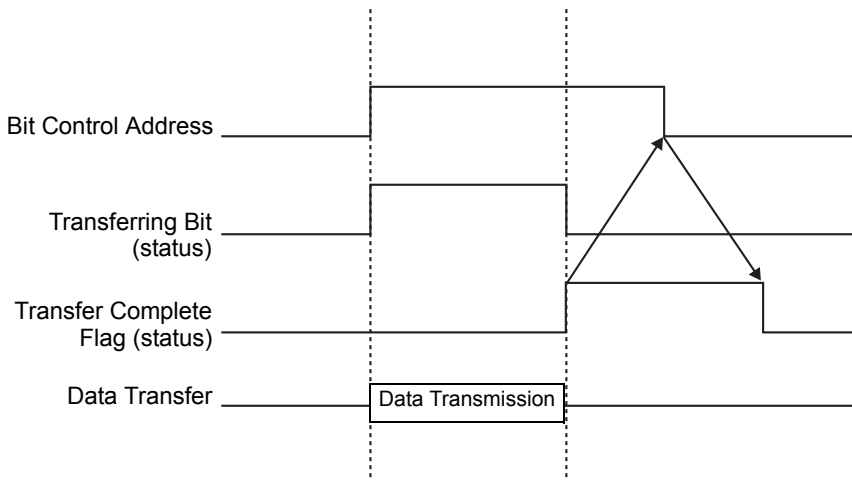 Bit Control Address
Transferring Bit
(status)
Transfer Complete
Flag (status)
Data Transfer
Data Transmission